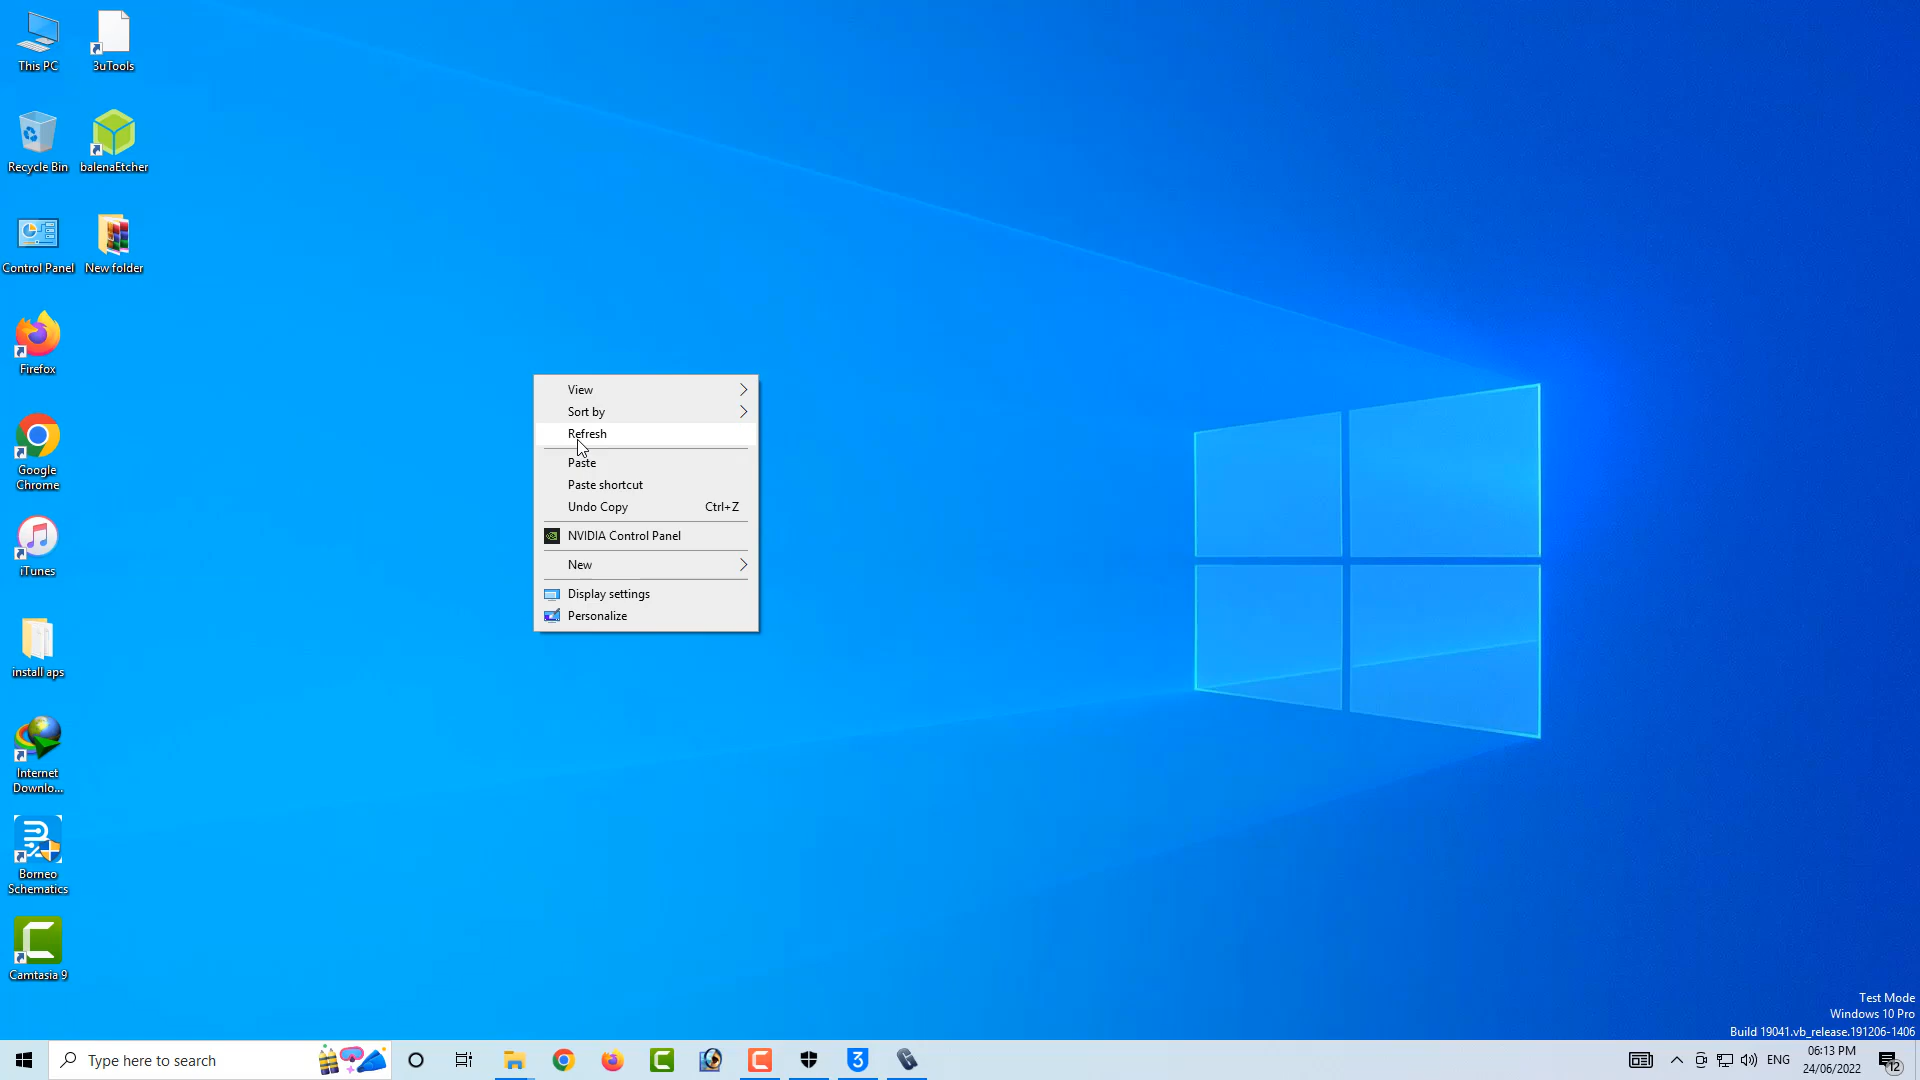 This PC
3uTools
Recycle Bin
balenaEtcher
Control Panel
New folder
Firefox
Google
Chrome
iTunes
install aps
Internet
Downlo...
Borneo
Schematics
Camtasia 9
View
Sort by
Refresh
Paste
Paste shortcut
Undo Copy Ctrl+Z
NVIDIA Control Panel
New
Display settings
Personalize
Test Mode
Windows 10 Pro
Build 19041.vb_release.191206-1406
Type here to search
3
ENG
06:13 PM
24/06/2022
12